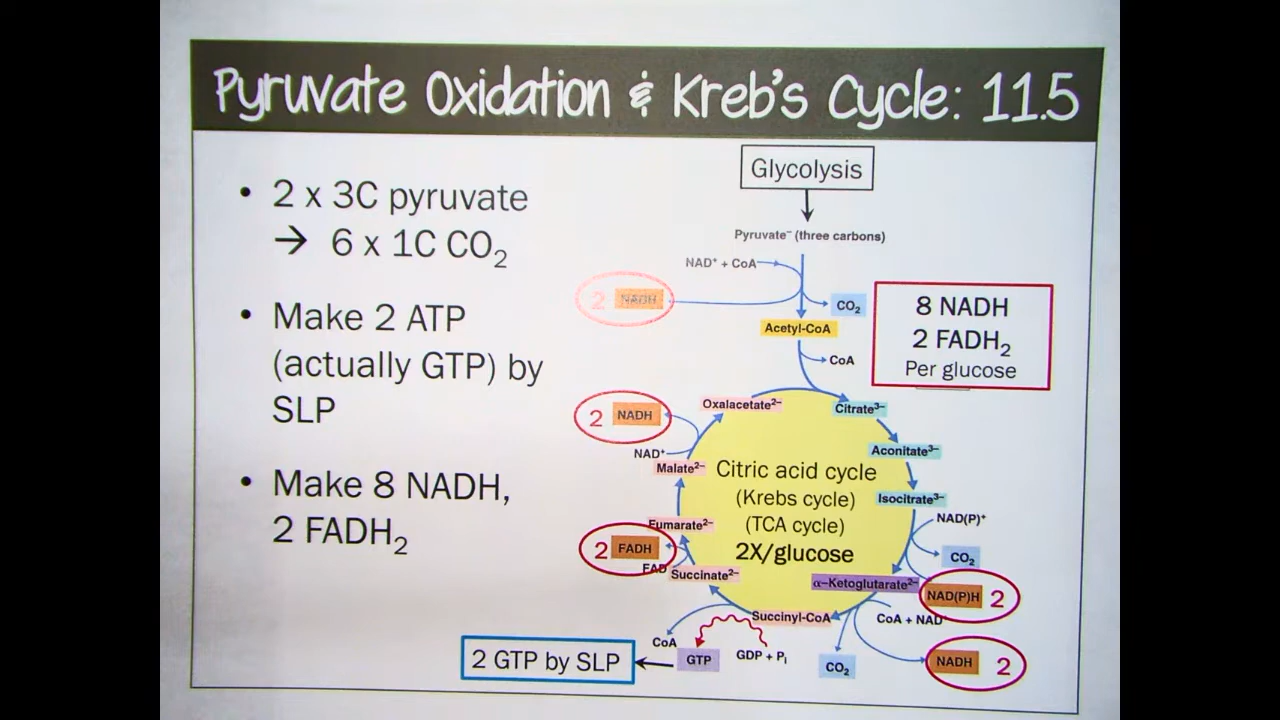 Pyruvate Oxidation & Kreb's Cycle: 11.5
• 2 x 3C pyruvate
→ 6 x 1C CO₂
• Make 2 ATP
(actually GTP) by
SLP
• Make 8 NADH,
2 FADH₂
Glycolysis
Pyruvate⁻ (three carbons)
NAD⁺ + CoA
2 NADH
CO₂
Acetyl-CoA
CoA
8 NADH
2 FADH₂
Per glucose
Oxalacetate²⁻
Citrate³⁻
2 NADH
NAD⁺
Malate²⁻
Aconitate³⁻
Isocitrate³⁻
NAD(P)⁺
CO₂
Citric acid cycle
(Krebs cycle)
(TCA cycle)
2X/glucose
Fumarate²⁻
2 FADH
FAD
Succinate²⁻
α–Ketoglutarate²⁻
NAD(P)H 2
CoA + NAD
Succinyl-CoA
CoA
GTP
GDP + Pᵢ
CO₂
NADH 2
2 GTP by SLP